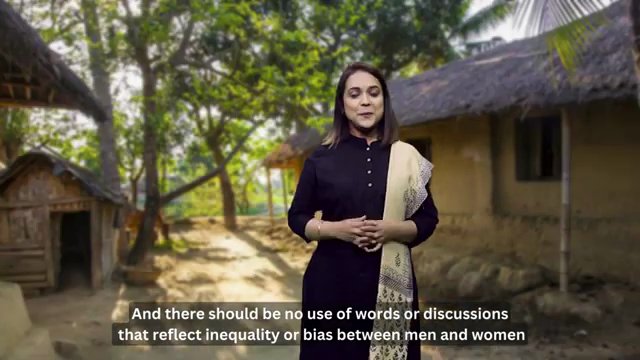 And there should be no use of words or discussions
that reflect inequality or bias between men and women